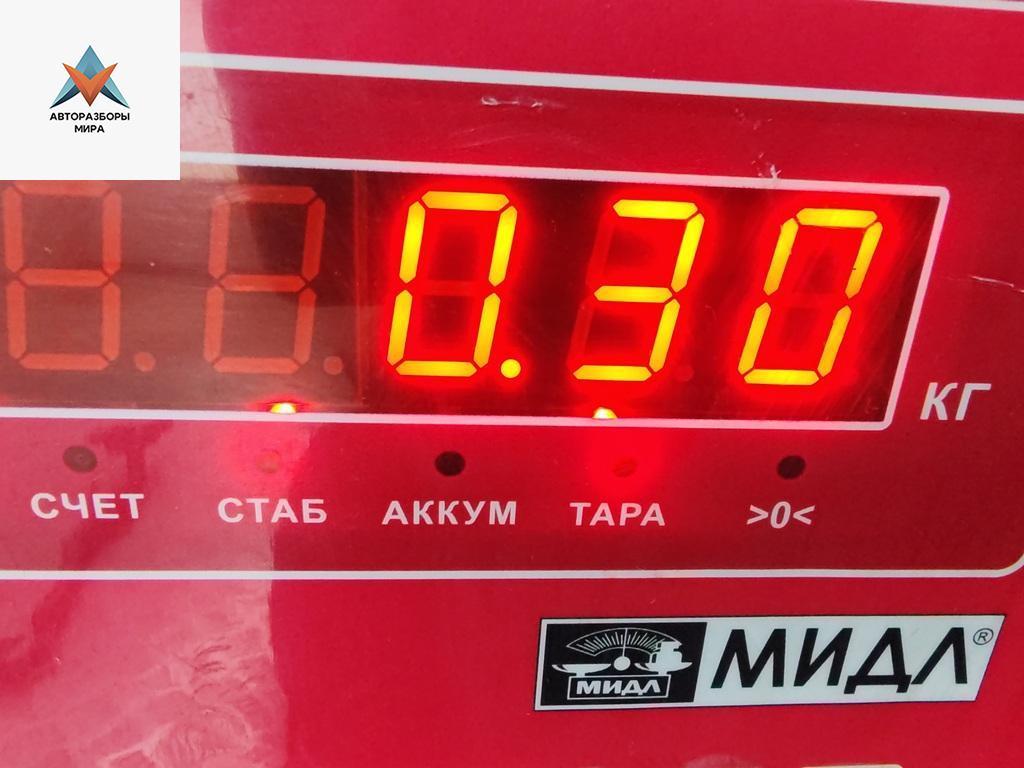 АВТОРАЗБОРЫ
МИРА
0.30
КГ
СЧЕТ СТАБ АККУМ ТАРА >0<
МИДЛ МИДЛ®